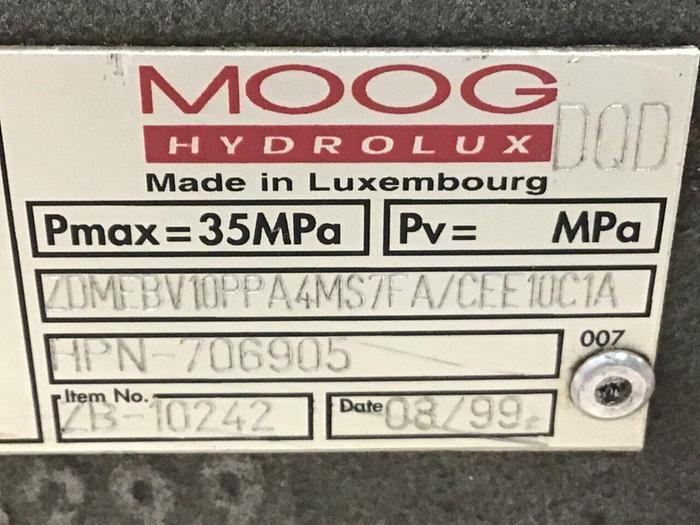 MOOG
HYDROLUX DQD
Made in Luxembourg
Pmax=35MPa Pv= MPa
ZDMEBV10PPA4MS7FA/CEE10C1A
HPN-706905
007
Item No. ZB-10242 Date 08/99